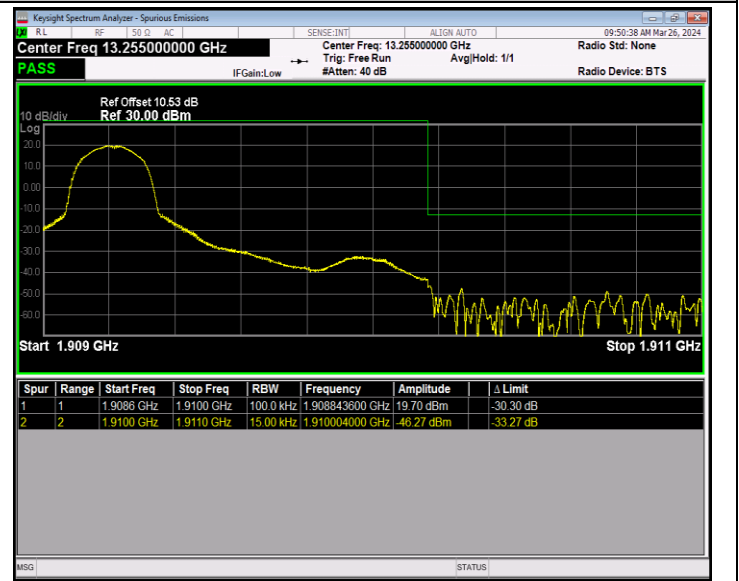 Keysight Spectrum Analyzer - Spurious Emissions
RL RF 50 Ω AC SENSE:INT ALIGN AUTO 09:50:38 AM Mar 26, 2024
Center Freq 13.255000000 GHz Center Freq: 13.255000000 GHz Radio Std: None
Trig: Free Run Avg|Hold: 1/1
PASS IFGain:Low #Atten: 40 dB Radio Device: BTS
Ref Offset 10.53 dB
10 dB/div Ref 30.00 dBm
Log
20.0
10.0
0.00
-10.0
-20.0
-30.0
-40.0
-50.0
-60.0
Start 1.909 GHz Stop 1.911 GHz
Spur Range Start Freq Stop Freq RBW Frequency Amplitude Δ Limit
1 1 1.9086 GHz 1.9100 GHz 100.0 kHz 1.908843600 GHz 19.70 dBm -30.30 dB
2 2 1.9100 GHz 1.9110 GHz 15.00 kHz 1.910004000 GHz -46.27 dBm -33.27 dB
MSG STATUS